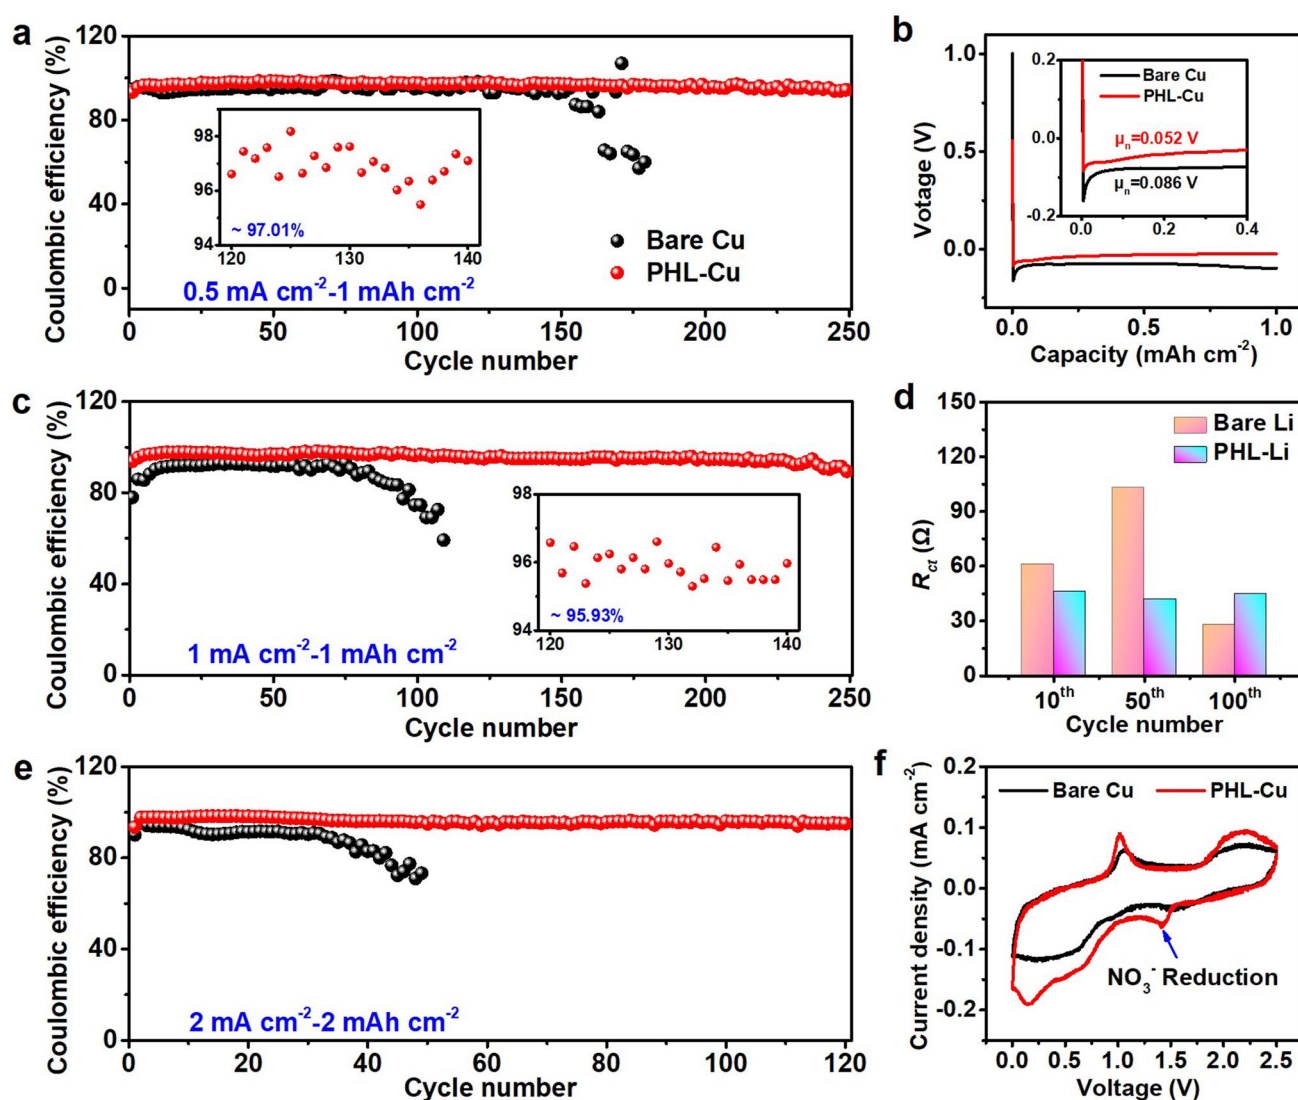 a
120
80
40
0
Coulombic efficiency (%)
98
96
94
120
130
140
Coulombic efficiency (%)
~ 97.01%
Bare Cu
PHL-Cu
0.5 mA cm⁻²-1 mAh cm⁻²
0
50
100
150
200
250
Cycle number
b
1.0
0.5
0.0
Votage (V)
0.2
0.0
-0.2
0.0
0.2
0.4
Bare Cu
PHL-Cu
μₙ=0.052 V
μₙ=0.086 V
0.0
0.5
1.0
Capacity (mAh cm⁻²)
c
120
80
40
0
Coulombic efficiency (%)
98
96
94
120
130
140
~ 95.93%
1 mA cm⁻²-1 mAh cm⁻²
0
50
100
150
200
250
Cycle number
d
150
120
90
60
30
0
R_ct (Ω)
Bare Li
PHL-Li
10ᵗʰ
50ᵗʰ
100ᵗʰ
Cycle number
e
120
80
40
0
Coulombic efficiency (%)
2 mA cm⁻²-2 mAh cm⁻²
0
20
40
60
80
100
120
Cycle number
f
0.2
0.1
0.0
-0.1
-0.2
Current density (mA cm⁻²)
Bare Cu
PHL-Cu
NO₃⁻ Reduction
0.0
0.5
1.0
1.5
2.0
2.5
Voltage (V)